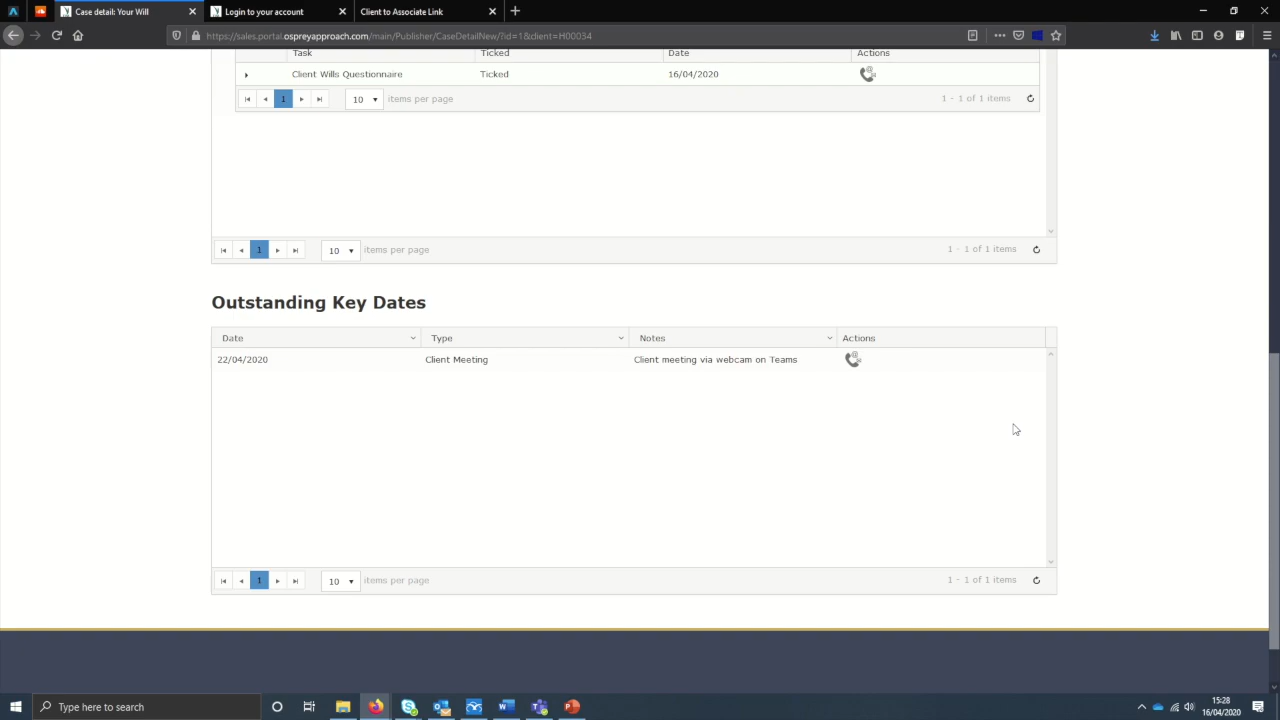 Case detail: Your Will
Login to your account
Client to Associate Link
https://sales.portal.ospreyapproach.com/main/Publisher/CaseDetailNew/?id=1&client=H00034
Task Ticked Date Actions
Client Wills Questionnaire Ticked 16/04/2020
1 10 items per page 1 - 1 of 1 items
1 10 items per page 1 - 1 of 1 items
Outstanding Key Dates
Date Type Notes Actions
22/04/2020 Client Meeting Client meeting via webcam on Teams
1 10 items per page 1 - 1 of 1 items
Type here to search
15:28
16/04/2020